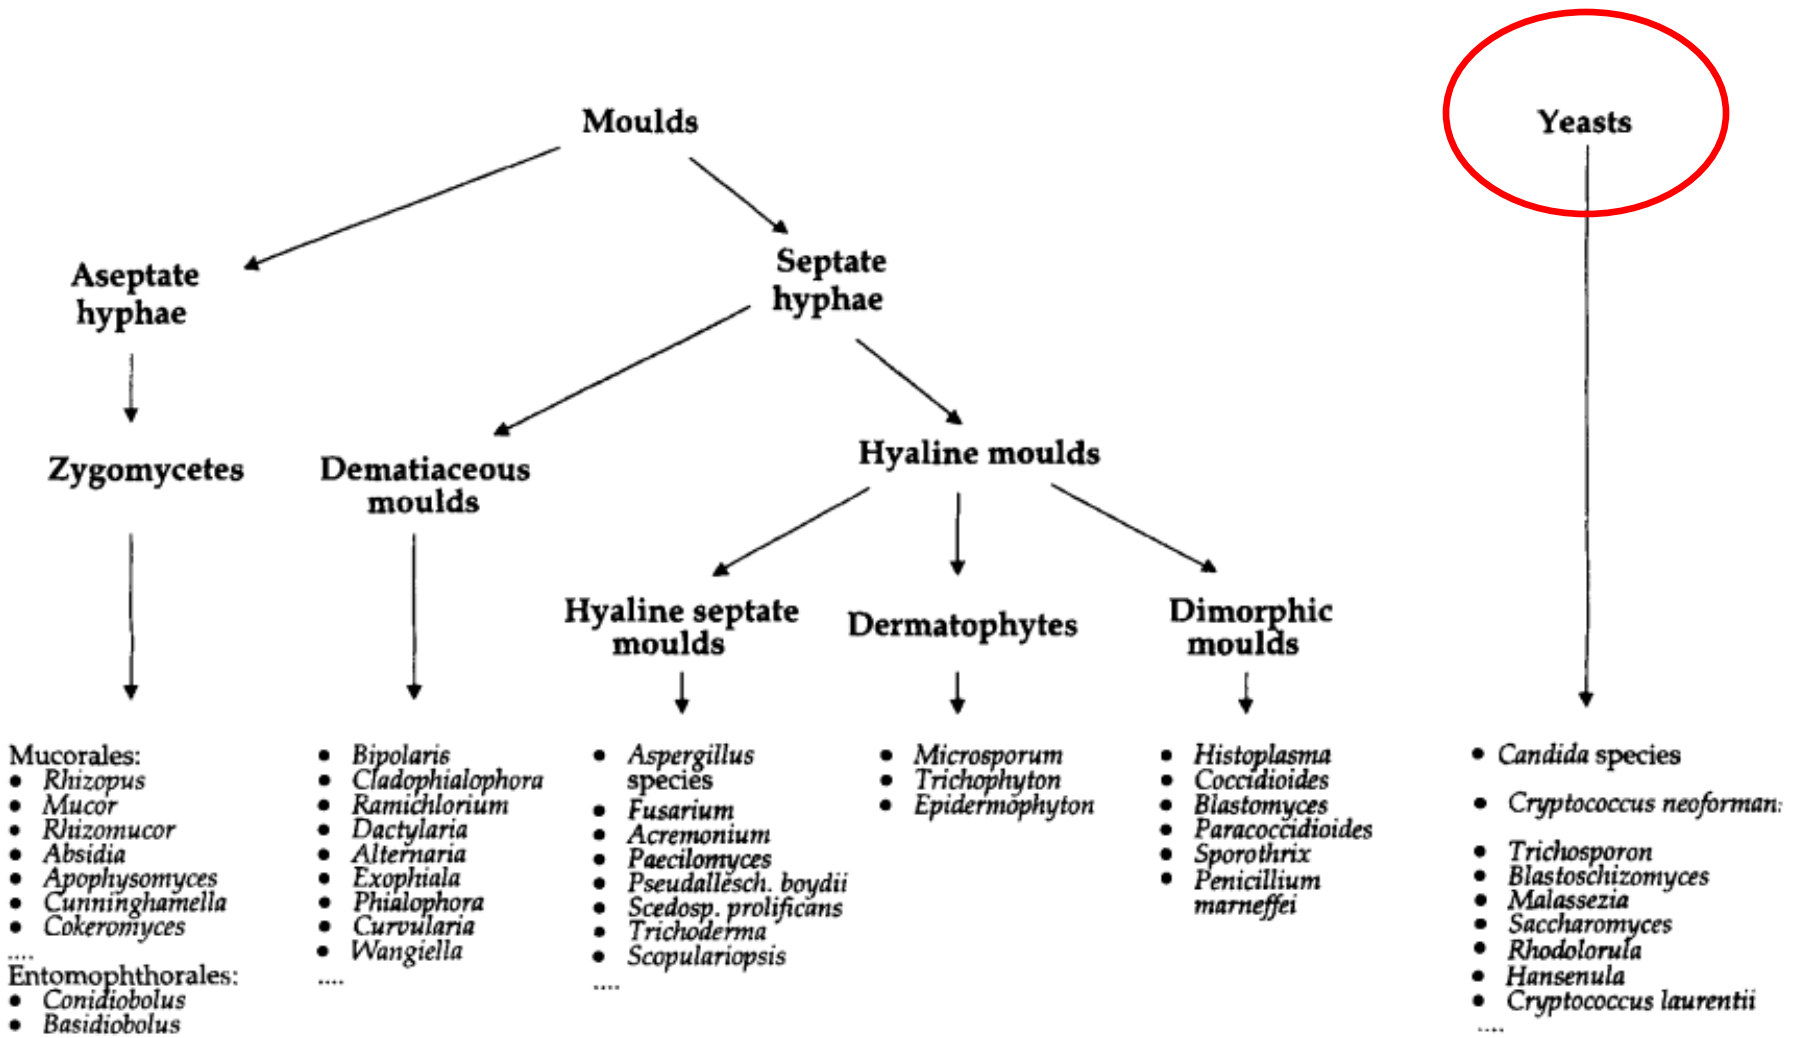 Moulds
Yeasts
Aseptate
hyphae
Septate
hyphae
Zygomycetes
Dematiaceous
moulds
Hyaline moulds
Hyaline septate
moulds
Dermatophytes
Dimorphic
moulds
Mucorales:
• Rhizopus
• Mucor
• Rhizomucor
• Absidia
• Apophysomyces
• Cunninghamella
• Cokeromyces
....
Entomophthorales:
• Conidiobolus
• Basidiobolus
• Bipolaris
• Cladophialophora
• Ramichlorium
• Dactylaria
• Alternaria
• Exophiala
• Phialophora
• Curvularia
• Wangiella
....
• Aspergillus
species
• Fusarium
• Acremonium
• Paecilomyces
• Pseudallesch. boydii
• Scedosp. prolificans
• Trichoderma
• Scopulariopsis
....
• Microsporum
• Trichophyton
• Epidermophyton
• Histoplasma
• Coccidioides
• Blastomyces
• Paracoccidioides
• Sporothrix
• Penicillium
marneffei
• Candida species
• Cryptococcus neoforman
• Trichosporon
• Blastoschizomyces
• Malassezia
• Saccharomyces
• Rhodolorula
• Hansenula
• Cryptococcus laurentii
....